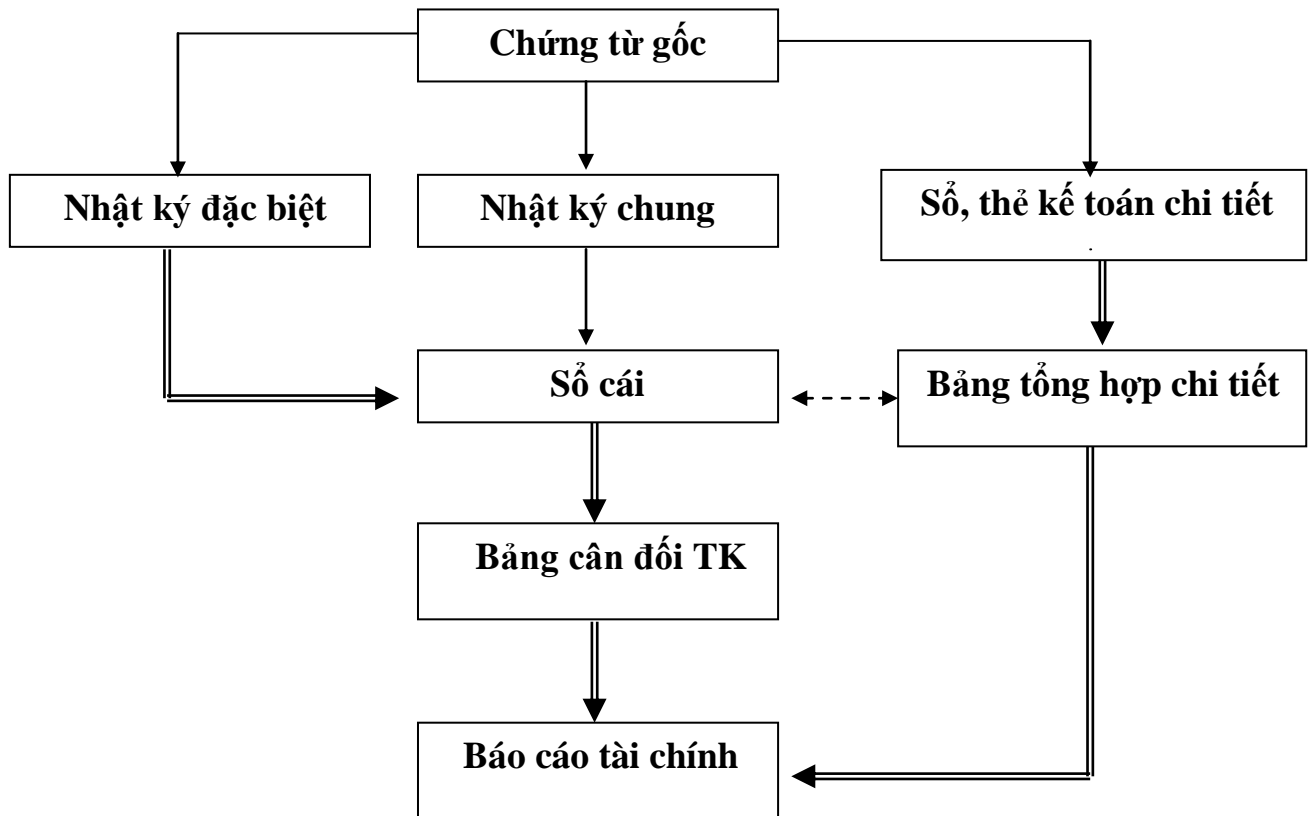 Chứng từ gốc
Nhật ký đặc biệt
Nhật ký chung
Sổ, thẻ kế toán chi tiết
Sổ cái
Bảng tổng hợp chi tiết
Bảng cân đối TK
Báo cáo tài chính